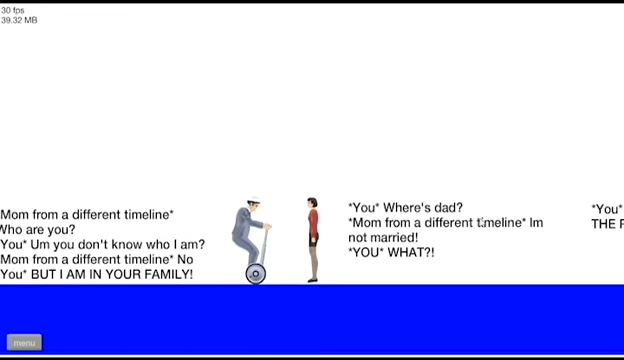 30 fps
39.32 MB
Mom from a different timeline*
Who are you?
You* Um you don't know who I am?
Mom from a different timeline* No
You* BUT I AM IN YOUR FAMILY!
*You* Where's dad?
*Mom from a different timeline* Im
not married!
*YOU* WHAT?!
*You*
THE
menu